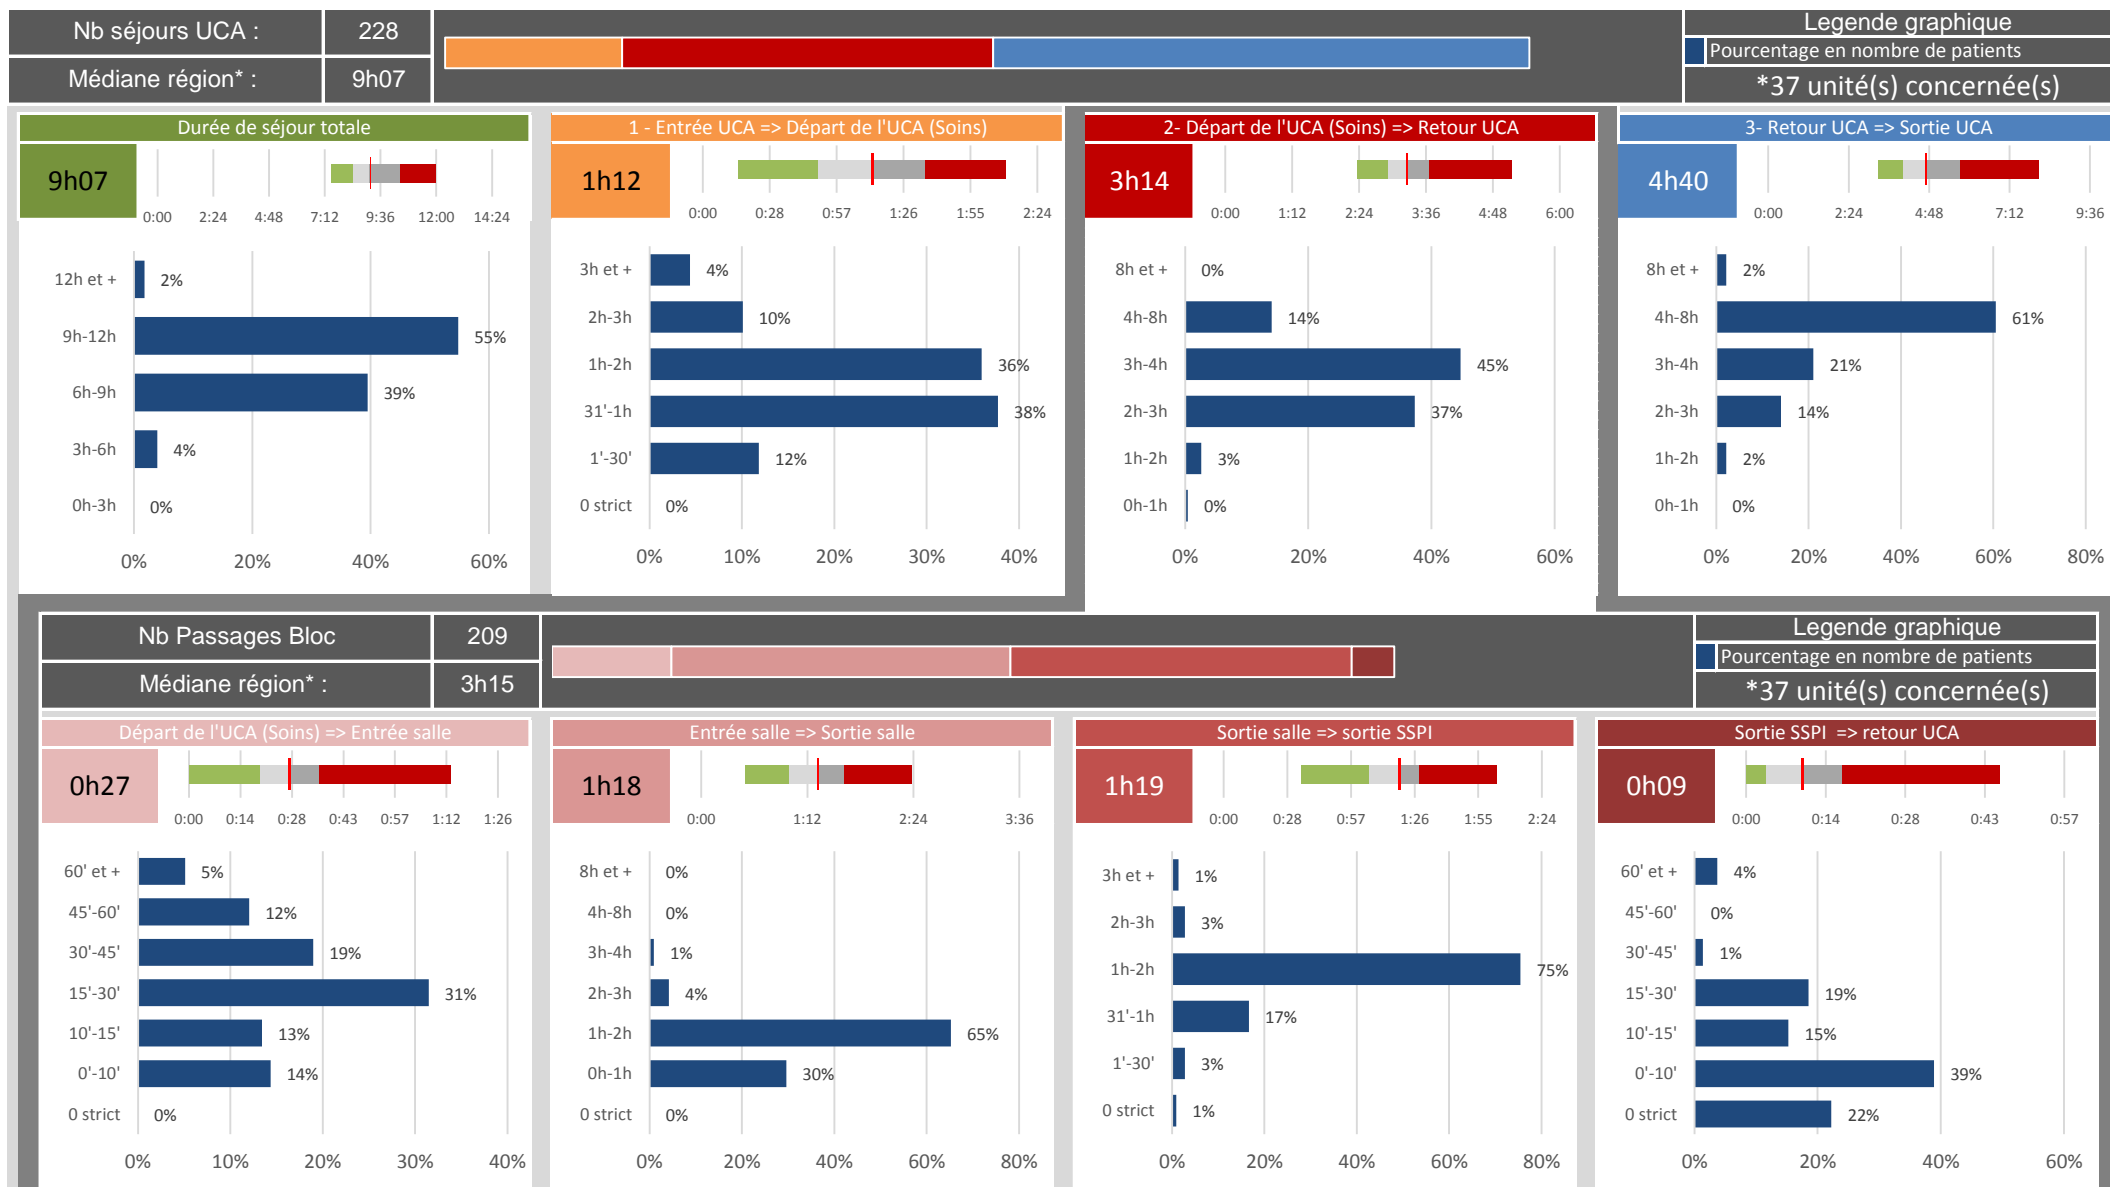 Nb séjours UCA :
228
Médiane région* :
9h07
Legende graphique
Pourcentage en nombre de patients
*37 unité(s) concernée(s)
Durée de séjour totale
9h07
0:00 2:24 4:48 7:12 9:36 12:00 14:24
12h et + 2%
9h-12h 55%
6h-9h 39%
3h-6h 4%
0h-3h 0%
0% 20% 40% 60%
1 - Entrée UCA => Départ de l'UCA (Soins)
1h12
0:00 0:28 0:57 1:26 1:55 2:24
3h et + 4%
2h-3h 10%
1h-2h 36%
31'-1h 38%
1'-30' 12%
0 strict 0%
0% 10% 20% 30% 40%
2- Départ de l'UCA (Soins) => Retour UCA
3h14
0:00 1:12 2:24 3:36 4:48 6:00
8h et + 0%
4h-8h 14%
3h-4h 45%
2h-3h 37%
1h-2h 3%
0h-1h 0%
0% 20% 40% 60%
3- Retour UCA => Sortie UCA
4h40
0:00 2:24 4:48 7:12 9:36
8h et + 2%
4h-8h 61%
3h-4h 21%
2h-3h 14%
1h-2h 2%
0h-1h 0%
0% 20% 40% 60% 80%
Nb Passages Bloc
209
Médiane région* :
3h15
Legende graphique
Pourcentage en nombre de patients
*37 unité(s) concernée(s)
Départ de l'UCA (Soins) => Entrée salle
0h27
0:00 0:14 0:28 0:43 0:57 1:12 1:26
60' et + 5%
45'-60' 12%
30'-45' 19%
15'-30' 31%
10'-15' 13%
0'-10' 14%
0 strict 0%
0% 10% 20% 30% 40%
Entrée salle => Sortie salle
1h18
0:00 1:12 2:24 3:36
8h et + 0%
4h-8h 0%
3h-4h 1%
2h-3h 4%
1h-2h 65%
0h-1h 30%
0 strict 0%
0% 20% 40% 60% 80%
Sortie salle => sortie SSPI
1h19
0:00 0:28 0:57 1:26 1:55 2:24
3h et + 1%
2h-3h 3%
1h-2h 75%
31'-1h 17%
1'-30' 3%
0 strict 1%
0% 20% 40% 60% 80%
Sortie SSPI => retour UCA
0h09
0:00 0:14 0:28 0:43 0:57
60' et + 4%
45'-60' 0%
30'-45' 1%
15'-30' 19%
10'-15' 15%
0'-10' 39%
0 strict 22%
0% 20% 40% 60%